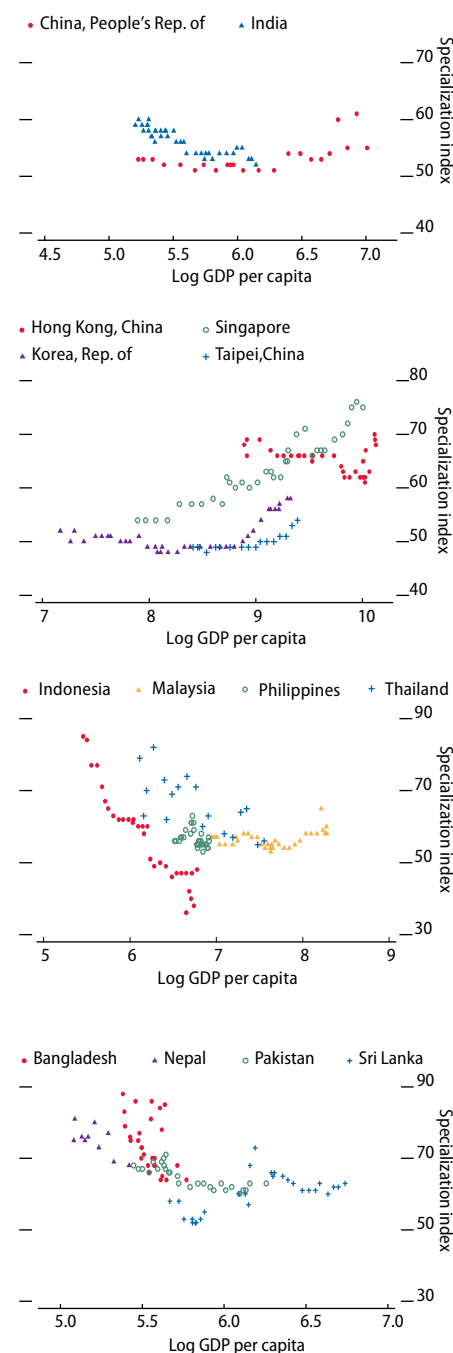 China, People's Rep. of India
70
60
50
40
Specialization index
4.5 5.0 5.5 6.0 6.5 7.0
Log GDP per capita
Hong Kong, China Singapore
Korea, Rep. of Taipei,China
80
70
60
50
40
Specialization index
7 8 9 10
Log GDP per capita
Indonesia Malaysia Philippines Thailand
90
70
50
30
Specialization index
5 6 7 8 9
Log GDP per capita
Bangladesh Nepal Pakistan Sri Lanka
90
70
50
30
Specialization index
5.0 5.5 6.0 6.5 7.0
Log GDP per capita